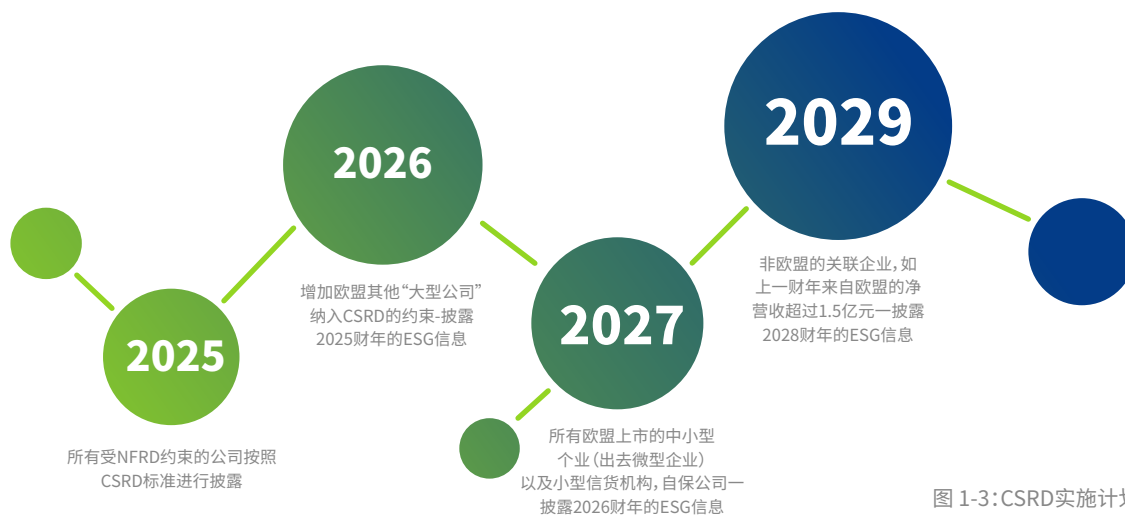 2025
所有受NFRD约束的公司按照
CSRD标准进行披露
2026
增加欧盟其他“大型公司”
纳入CSRD的约束-披露
2025财年的ESG信息
2027
所有欧盟上市的中小型
个业（出去微型企业）
以及小型信货机构，自保公司一
披露2026财年的ESG信息
2029
非欧盟的关联企业，如
上一财年来自欧盟的净
营收超过1.5亿元一披露
2028财年的ESG信息
图 1-3：CSRD实施计